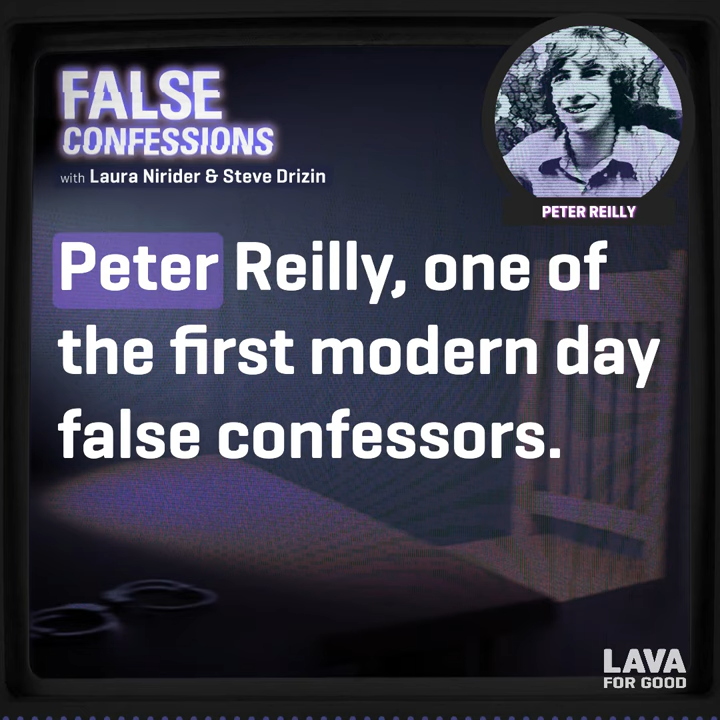 FALSE
CONFESSIONS
with Laura Nirider & Steve Drizin
PETER REILLY
Peter Reilly, one of
the first modern day
false confessors.
LAVA
FOR GOOD